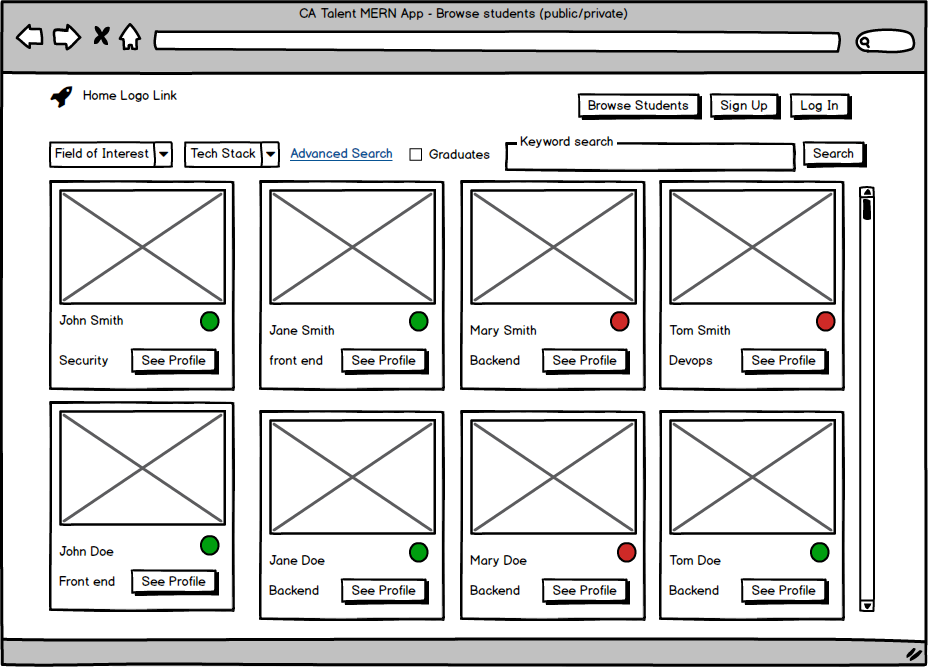 CA Talent MERN App - Browse students (public/private)
Home Logo Link
Browse Students
Sign Up
Log In
Field of Interest
Tech Stack
Advanced Search
Graduates
Keyword search
Search
John Smith
Security
See Profile
Jane Smith
front end
See Profile
Mary Smith
Backend
See Profile
Tom Smith
Devops
See Profile
John Doe
Front end
See Profile
Jane Doe
Backend
See Profile
Mary Doe
Backend
See Profile
Tom Doe
Backend
See Profile